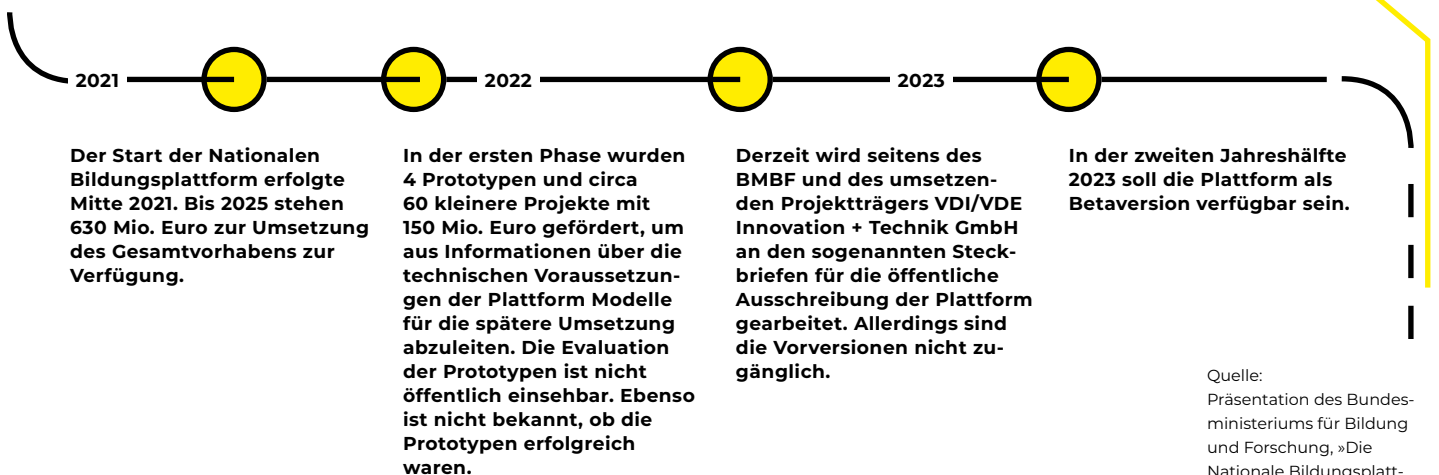 2021
2022
2023
Der Start der Nationalen
Bildungsplattform erfolgte
Mitte 2021. Bis 2025 stehen
630 Mio. Euro zur Umsetzung
des Gesamtvorhabens zur
Verfügung.
In der ersten Phase wurden
4 Prototypen und circa
60 kleinere Projekte mit
150 Mio. Euro gefördert, um
aus Informationen über die
technischen Voraussetzun-
gen der Plattform Modelle
für die spätere Umsetzung
abzuleiten. Die Evaluation
der Prototypen ist nicht
öffentlich einsehbar. Ebenso
ist nicht bekannt, ob die
Prototypen erfolgreich
waren.
Derzeit wird seitens des
BMBF und des umsetzen-
den Projektträgers VDI/VDE
Innovation + Technik GmbH
an den sogenannten Steck-
briefen für die öffentliche
Ausschreibung der Plattform
gearbeitet. Allerdings sind
die Vorversionen nicht zu-
gänglich.
In der zweiten Jahreshälfte
2023 soll die Plattform als
Betaversion verfügbar sein.
Quelle:
Präsentation des Bundes-
ministeriums für Bildung
und Forschung, »Die
Nationale Bildungsplatt-